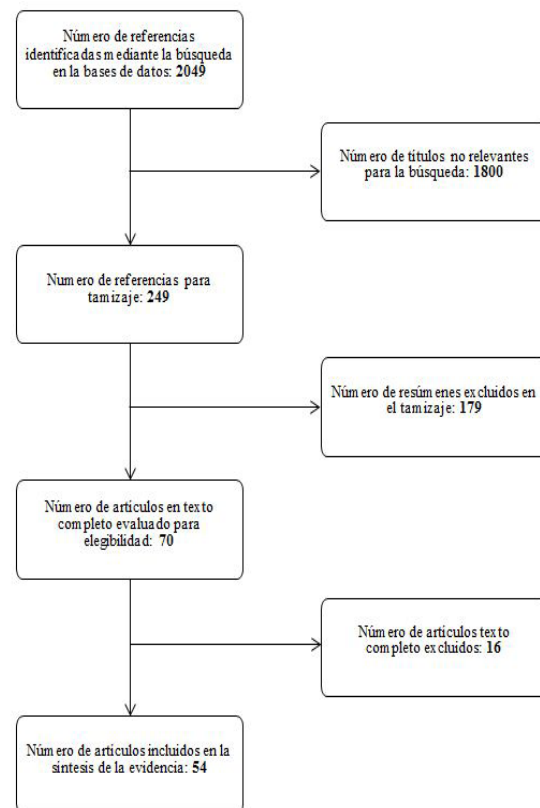 Número de referencias
identificadas mediante la búsqueda
en la bases de datos: 2049
Número de títulos no relevantes
para la búsqueda: 1800
Numero de referencias para
tamizaje: 249
Número de resúmenes excluidos en
el tamizaje: 179
Número de artículos en texto
completo evaluado para
elegibilidad: 70
Número de artículos texto
completo excluidos: 16
Número de artículos incluidos en la
síntesis de la evidencia: 54